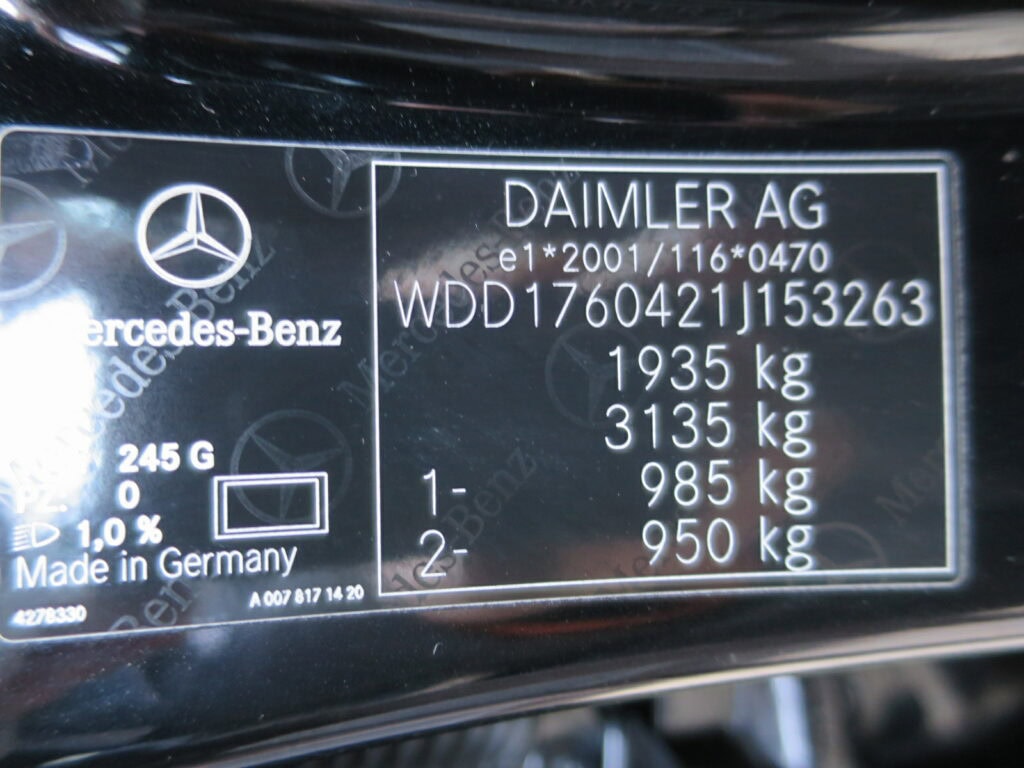 Mercedes-Benz
245 G
PZ. 0
1,0 %
Made in Germany
4278330
A 007 817 14 20
DAIMLER AG
e1*2001/116*0470
WDD1760421J153263
1935 kg
3135 kg
1- 985 kg
2- 950 kg